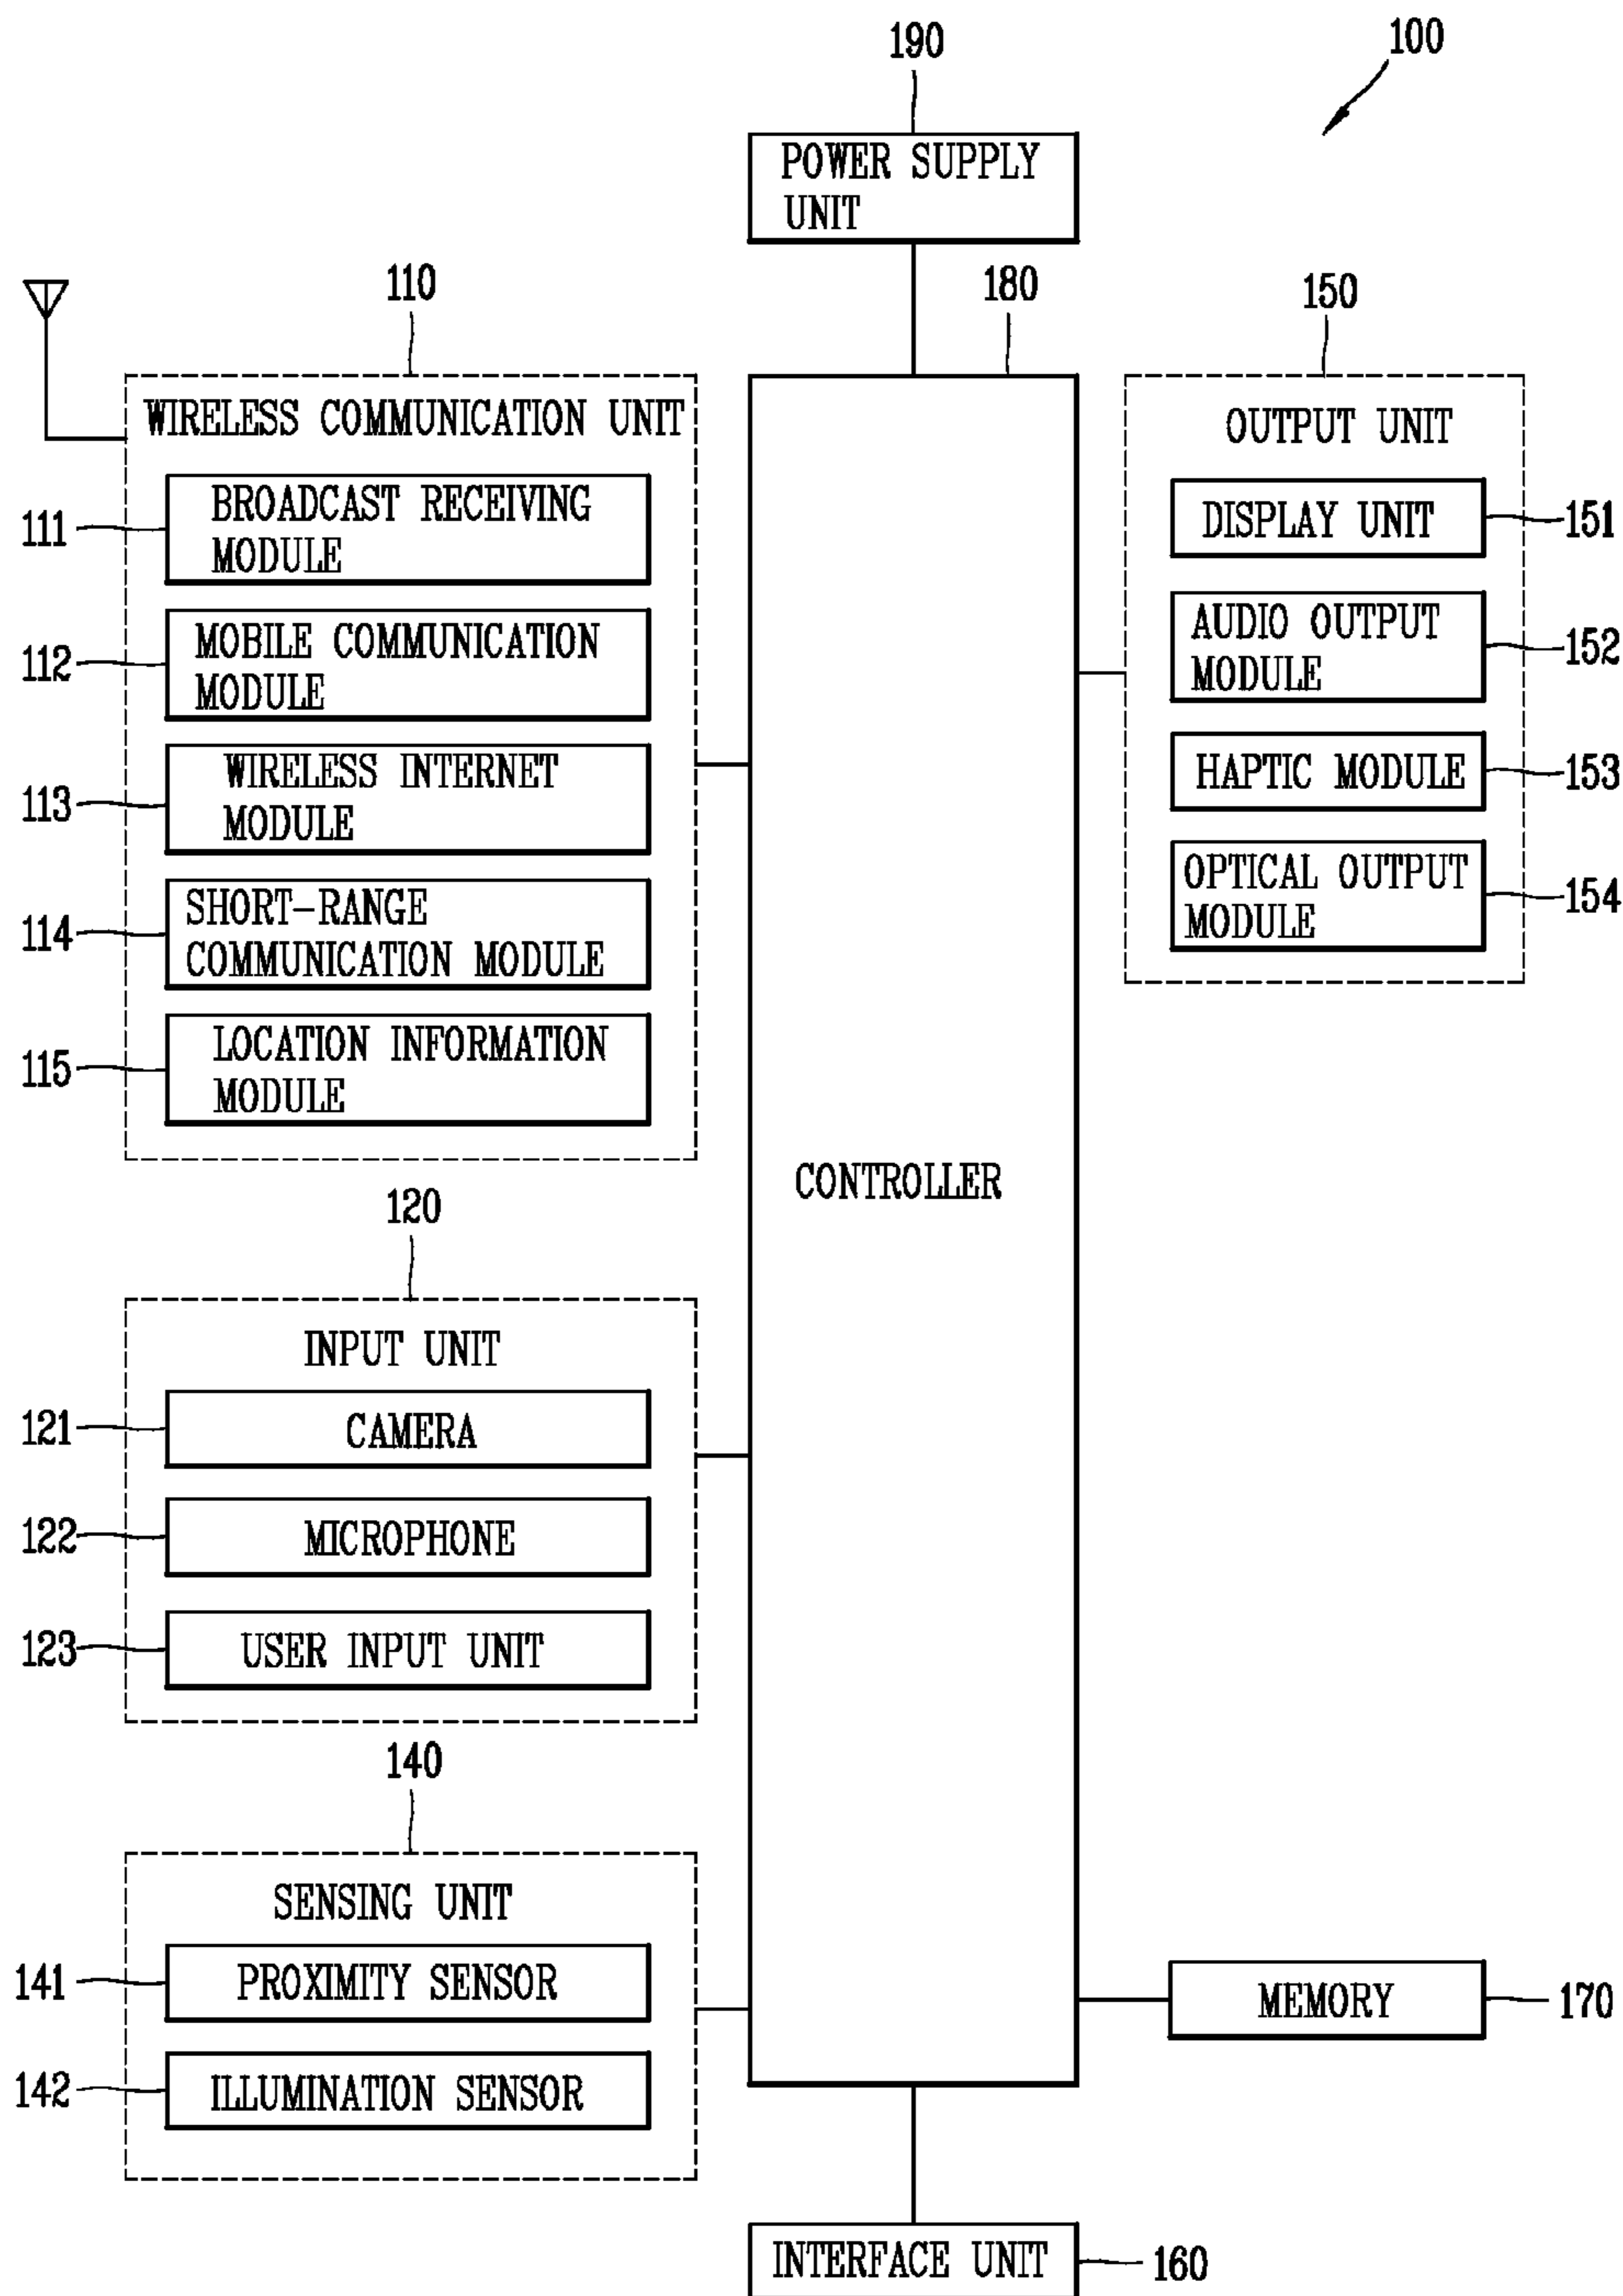 190
100
POWER SUPPLY
UNIT
110
180
150
WIRELESS COMMUNICATION UNIT
111
BROADCAST RECEIVING
MODULE
112
MOBILE COMMUNICATION
MODULE
113
WIRELESS INTERNET
MODULE
114
SHORT-RANGE
COMMUNICATION MODULE
115
LOCATION INFORMATION
MODULE
OUTPUT UNIT
DISPLAY UNIT
151
AUDIO OUTPUT
MODULE
152
HAPTIC MODULE
153
OPTICAL OUTPUT
MODULE
154
CONTROLLER
120
INPUT UNIT
121
CAMERA
122
MICROPHONE
123
USER INPUT UNIT
140
SENSING UNIT
141
PROXIMITY SENSOR
142
ILLUMINATION SENSOR
MEMORY
170
INTERFACE UNIT
160